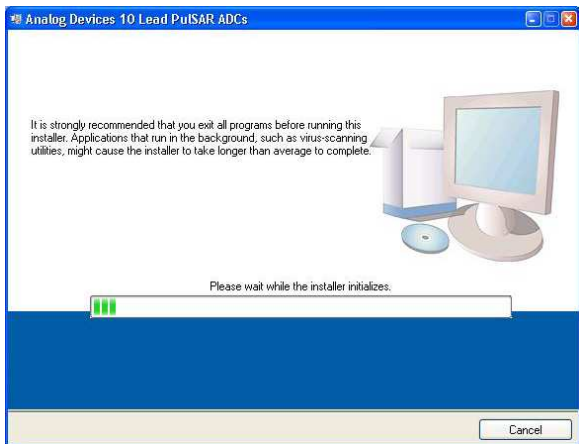 Analog Devices 10 Lead PulSAR ADCs
It is strongly recommended that you exit all programs before running this
installer. Applications that run in the background, such as virus-scanning
utilities, might cause the installer to take longer than average to complete.
Please wait while the installer initializes.
Cancel